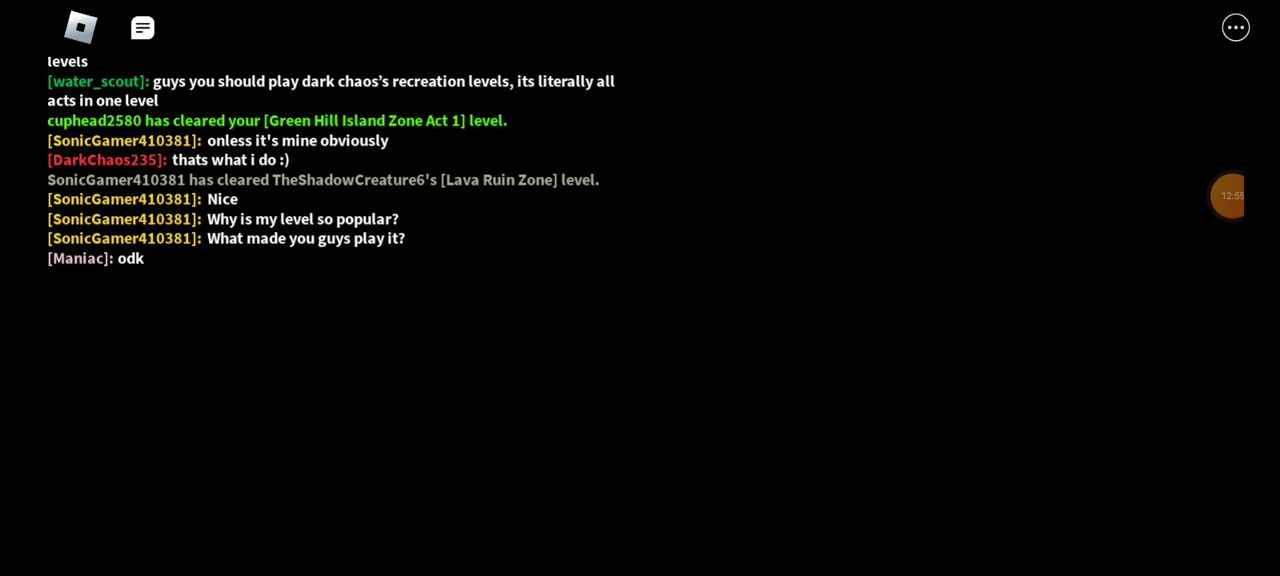 levels
[water_scout]: guys you should play dark chaos’s recreation levels, its literally all
acts in one level
cuphead2580 has cleared your [Green Hill Island Zone Act 1] level.
[SonicGamer410381]: onless it's mine obviously
[DarkChaos235]: thats what i do :)
SonicGamer410381 has cleared TheShadowCreature6's [Lava Ruin Zone] level.
[SonicGamer410381]: Nice
[SonicGamer410381]: Why is my level so popular?
[SonicGamer410381]: What made you guys play it?
[Maniac]: odk
12:55